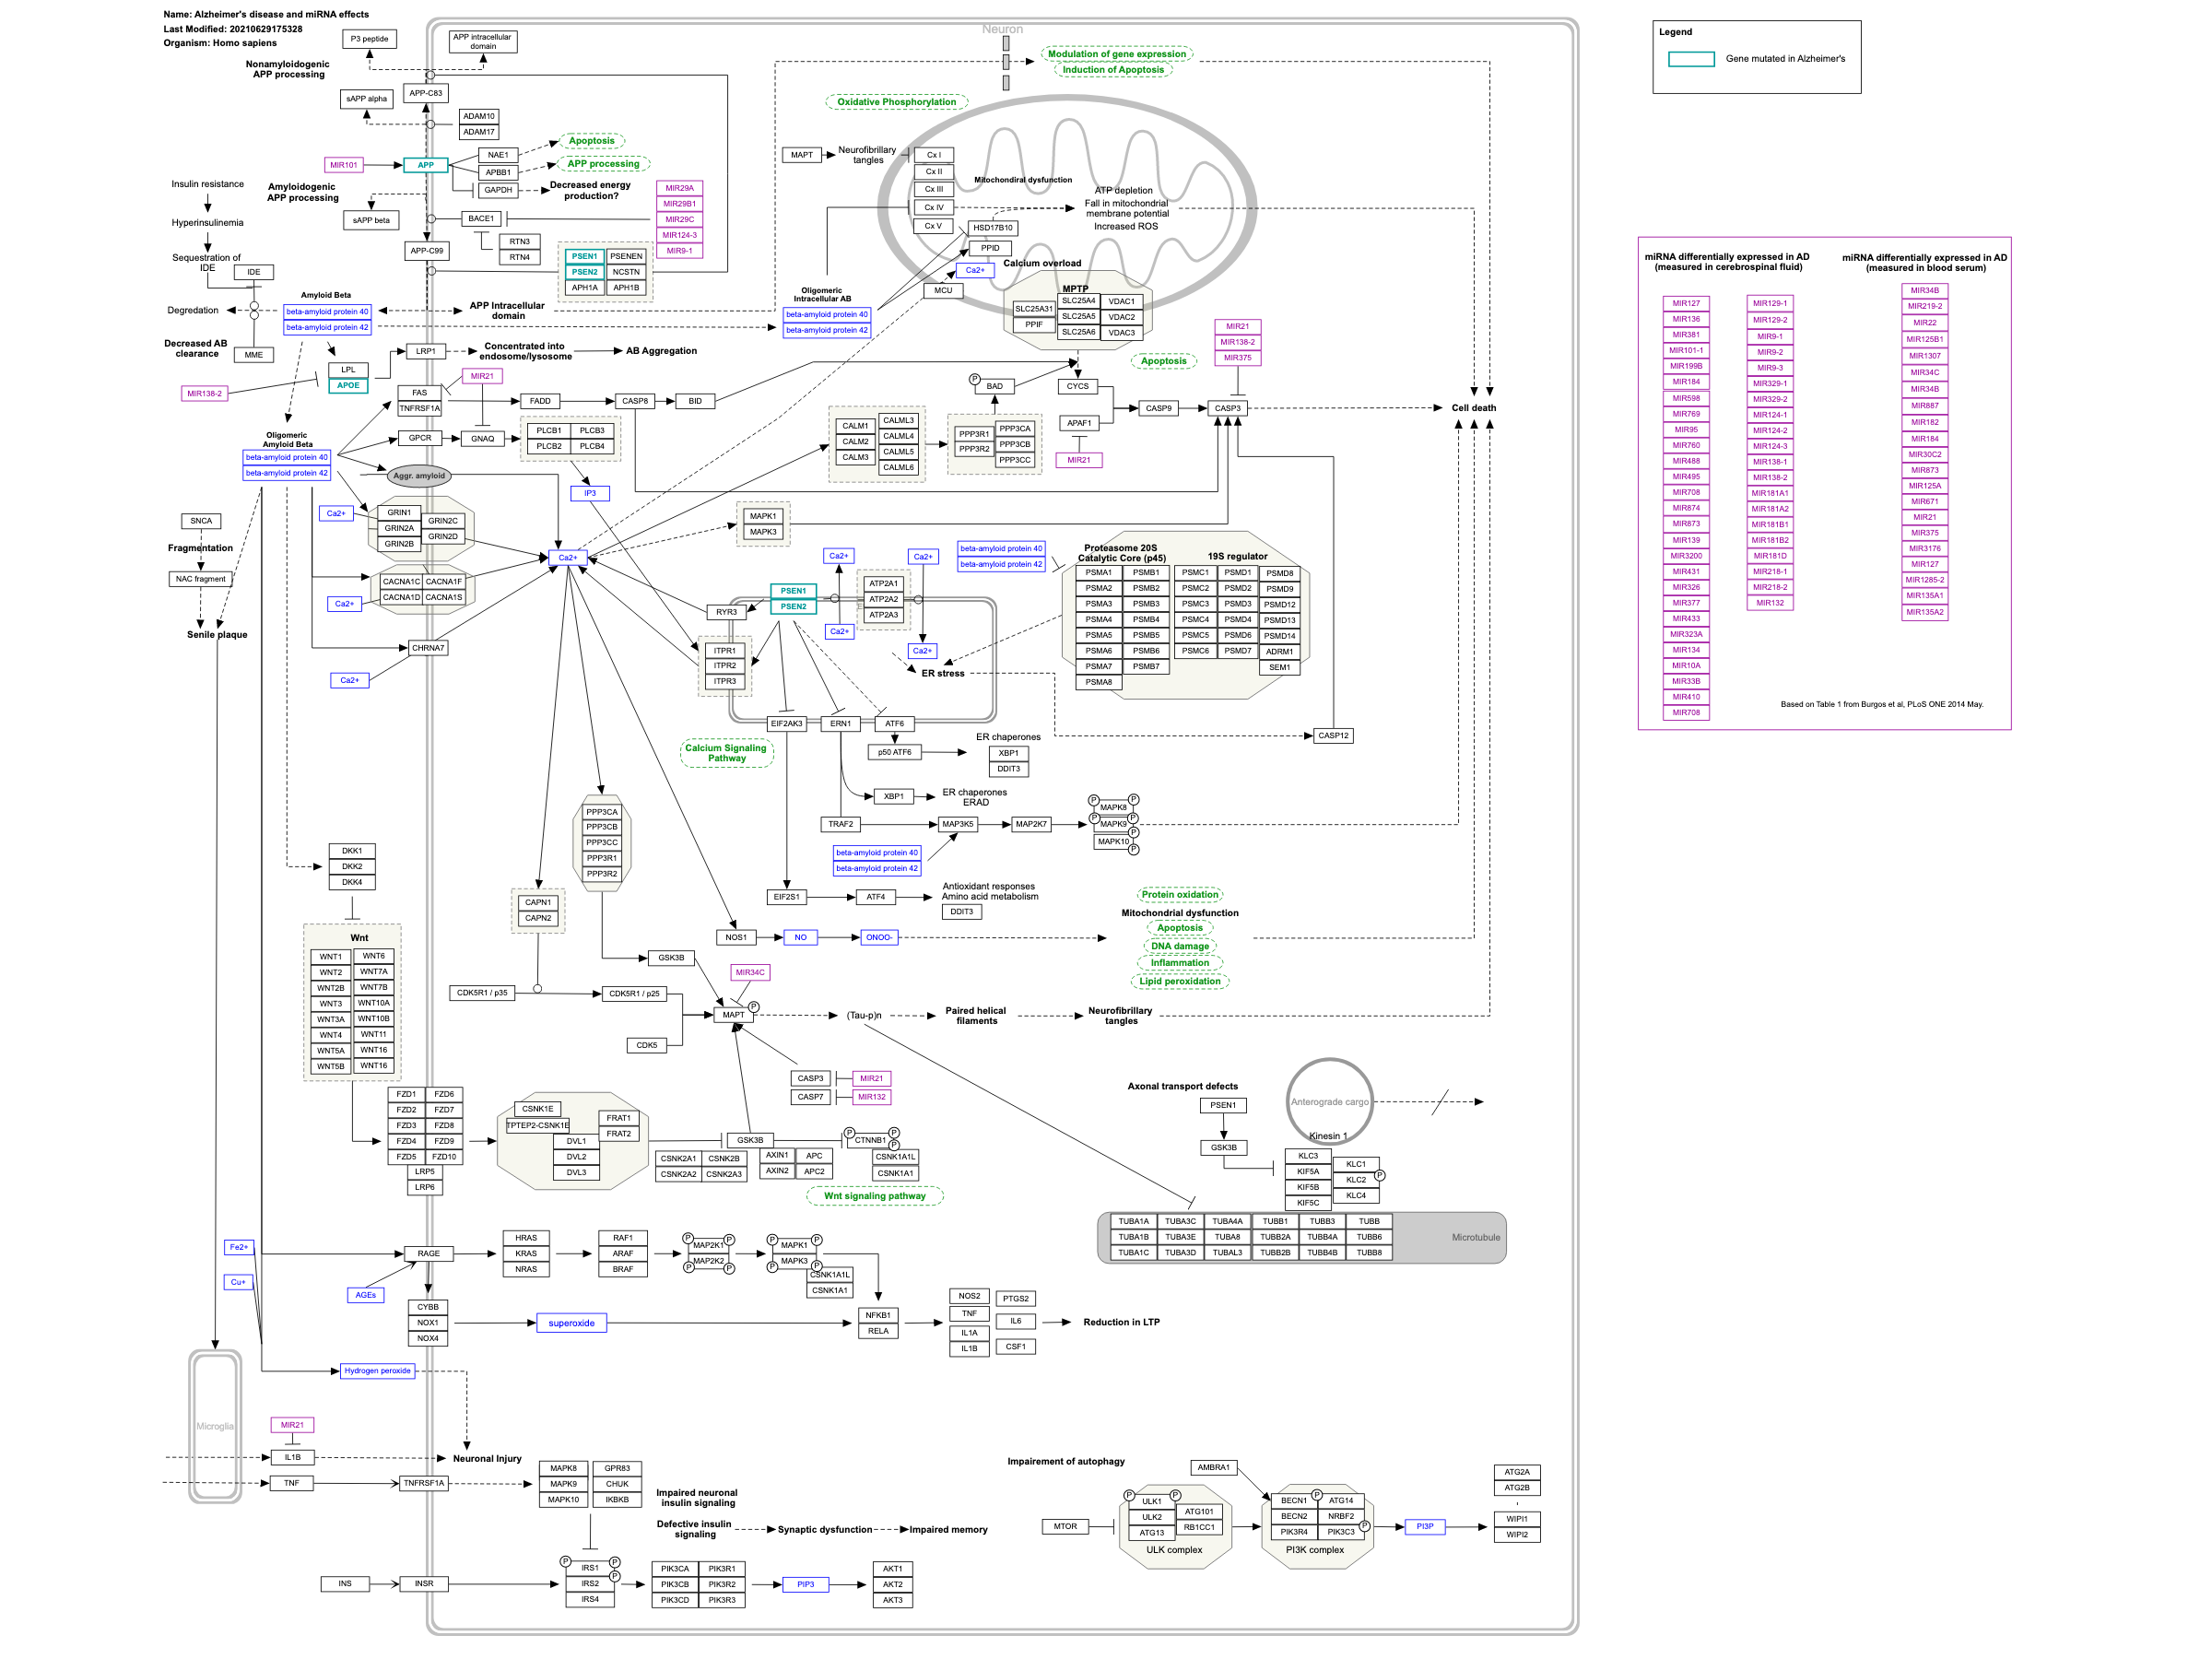 Name: Alzheimer's disease and miRNA effects
Last Modified: 20210629175328
Organism: Homo sapiens
Neuron
Legend
Gene mutated in Alzheimer's
P3 peptide
APP intracellular
domain
Nonamyloidogenic
APP processing
APP-C83
sAPP alpha
ADAM10
ADAM17
MIR101
APP
NAE1
APBB1
GAPDH
Apoptosis
APP processing
Decreased energy
production?
Amyloidogenic
APP processing
sAPP beta
BACE1
RTN3
RTN4
APP-C99
MIR29A
MIR29B1
MIR29C
MIR124-3
MIR9-1
PSEN1
PSENEN
PSEN2
NCSTN
APH1A
APH1B
Insulin resistance
Hyperinsulinemia
Sequestration of
IDE
IDE
Degredation
Decreased AB
clearance
MME
Amyloid Beta
beta-amyloid protein 40
beta-amyloid protein 42
APP Intracellular
domain
LPL
APOE
MIR138-2
LRP1
Concentrated into
endosome/lysosome
AB Aggregation
Modulation of gene expression
Induction of Apoptosis
Oxidative Phosphorylation
MAPT
Neurofibrillary
tangles
Cx I
Cx II
Cx III
Cx IV
Cx V
Mitochondiral dysfunction
ATP depletion
Fall in mitochondrial
membrane potential
Increased ROS
HSD17B10
PPID
Ca2+
Calcium overload
MCU
MPTP
SLC25A31
PPIF
SLC25A4
SLC25A5
SLC25A6
VDAC1
VDAC2
VDAC3
Oligomeric
Intracellular AB
beta-amyloid protein 40
beta-amyloid protein 42
MIR21
MIR138-2
MIR375
Apoptosis
P
BAD
CYCS
APAF1
MIR21
CASP9
CASP3
Cell death
FAS
TNFRSF1A
MIR21
FADD
CASP8
BID
GPCR
GNAQ
PLCB1
PLCB3
PLCB2
PLCB4
IP3
Oligomeric
Amyloid Beta
beta-amyloid protein 40
beta-amyloid protein 42
Aggr. amyloid
CALM1
CALM2
CALM3
CALML3
CALML4
CALML5
CALML6
PPP3R1
PPP3R2
PPP3CA
PPP3CB
PPP3CC
Ca2+
GRIN1
GRIN2A
GRIN2B
GRIN2C
GRIN2D
CACNA1C
CACNA1F
CACNA1D
CACNA1S
Ca2+
CHRNA7
Ca2+
Ca2+
MAPK1
MAPK3
SNCA
Fragmentation
NAC fragment
Senile plaque
RYR3
PSEN1
PSEN2
Ca2+
Ca2+
ATP2A1
ATP2A2
ATP2A3
Ca2+
Ca2+
beta-amyloid protein 40
beta-amyloid protein 42
ITPR1
ITPR2
ITPR3
ER stress
EIF2AK3
ERN1
ATF6
Proteasome 20S
Catalytic Core (p45)
19S regulator
PSMA1
PSMA2
PSMA3
PSMA4
PSMA5
PSMA6
PSMA7
PSMA8
PSMB1
PSMB2
PSMB3
PSMB4
PSMB5
PSMB6
PSMB7
PSMC1
PSMC2
PSMC3
PSMC4
PSMC5
PSMC6
PSMD1
PSMD2
PSMD3
PSMD4
PSMD6
PSMD7
PSMD8
PSMD9
PSMD12
PSMD13
PSMD14
ADRM1
SEM1
CASP12
Calcium Signaling
Pathway
p50 ATF6
ER chaperones
XBP1
DDIT3
XBP1
ER chaperones
ERAD
TRAF2
MAP3K5
MAP2K7
MAPK8
MAPK9
MAPK10
P
P
P
P
P
P
beta-amyloid protein 40
beta-amyloid protein 42
EIF2S1
ATF4
Antioxidant responses
Amino acid metabolism
DDIT3
PPP3CA
PPP3CB
PPP3CC
PPP3R1
PPP3R2
CAPN1
CAPN2
NOS1
NO
ONOO-
Protein oxidation
Mitochondrial dysfunction
Apoptosis
DNA damage
Inflammation
Lipid peroxidation
GSK3B
MIR34C
CDK5R1 / p35
CDK5R1 / p25
CDK5
MAPT
P
(Tau-p)n
Paired helical
filaments
Neurofibrillary
tangles
CASP3
CASP7
MIR21
MIR132
DKK1
DKK2
DKK4
Wnt
WNT1
WNT2
WNT2B
WNT3
WNT3A
WNT4
WNT5A
WNT5B
WNT6
WNT7A
WNT7B
WNT10A
WNT10B
WNT11
WNT16
WNT16
FZD1
FZD2
FZD3
FZD4
FZD5
FZD6
FZD7
FZD8
FZD9
FZD10
LRP5
LRP6
CSNK1E
TPTEP2-CSNK1E
DVL1
DVL2
DVL3
FRAT1
FRAT2
GSK3B
CSNK2A1
CSNK2B
CSNK2A2
CSNK2A3
AXIN1
AXIN2
APC
APC2
CTNNB1
P
P
P
CSNK1A1L
CSNK1A1
Wnt signaling pathway
Axonal transport defects
PSEN1
GSK3B
Anterograde cargo
Kinesin 1
KLC3
KIF5A
KIF5B
KIF5C
KLC1
KLC2
KLC4
P
TUBA1A
TUBA3C
TUBA4A
TUBB1
TUBB3
TUBB
TUBA1B
TUBA3E
TUBA8
TUBB2A
TUBB4A
TUBB6
TUBA1C
TUBA3D
TUBAL3
TUBB2B
TUBB4B
TUBB8
Microtubule
Fe2+
Cu+
AGEs
RAGE
HRAS
KRAS
NRAS
RAF1
ARAF
BRAF
MAP2K1
MAP2K2
P
P
P
P
MAPK1
MAPK3
P
P
P
P
CSNK1A1L
CSNK1A1
CYBB
NOX1
NOX4
superoxide
NFKB1
RELA
NOS2
TNF
IL1A
IL1B
PTGS2
IL6
CSF1
Reduction in LTP
Hydrogen peroxide
Microglia
MIR21
IL1B
Neuronal Injury
TNF
TNFRSF1A
MAPK8
MAPK9
MAPK10
GPR83
CHUK
IKBKB
Impaired neuronal
insulin signaling
Defective insulin
signaling
Synaptic dysfunction
Impaired memory
INS
INSR
IRS1
IRS2
IRS4
P
P
P
PIK3CA
PIK3CB
PIK3CD
PIK3R1
PIK3R2
PIK3R3
PIP3
AKT1
AKT2
AKT3
Impairement of autophagy
AMBRA1
MTOR
ULK1
ULK2
ATG13
ATG101
RB1CC1
P
P
ULK complex
BECN1
BECN2
PIK3R4
ATG14
NRBF2
PIK3C3
P
P
PI3K complex
PI3P
ATG2A
ATG2B
WIPI1
WIPI2
miRNA differentially expressed in AD
(measured in cerebrospinal fluid)
MIR127
MIR136
MIR381
MIR101-1
MIR199B
MIR184
MIR598
MIR769
MIR95
MIR760
MIR488
MIR495
MIR708
MIR874
MIR873
MIR139
MIR3200
MIR431
MIR326
MIR377
MIR433
MIR323A
MIR134
MIR10A
MIR33B
MIR410
MIR708
MIR129-1
MIR129-2
MIR9-1
MIR9-2
MIR9-3
MIR329-1
MIR329-2
MIR124-1
MIR124-2
MIR124-3
MIR138-1
MIR138-2
MIR181A1
MIR181A2
MIR181B1
MIR181B2
MIR181D
MIR218-1
MIR218-2
MIR132
miRNA differentially expressed in AD
(measured in blood serum)
MIR34B
MIR219-2
MIR22
MIR125B1
MIR1307
MIR34C
MIR34B
MIR887
MIR182
MIR184
MIR30C2
MIR873
MIR125A
MIR671
MIR21
MIR375
MIR3176
MIR127
MIR1285-2
MIR135A1
MIR135A2
Based on Table 1 from Burgos et al, PLoS ONE 2014 May.